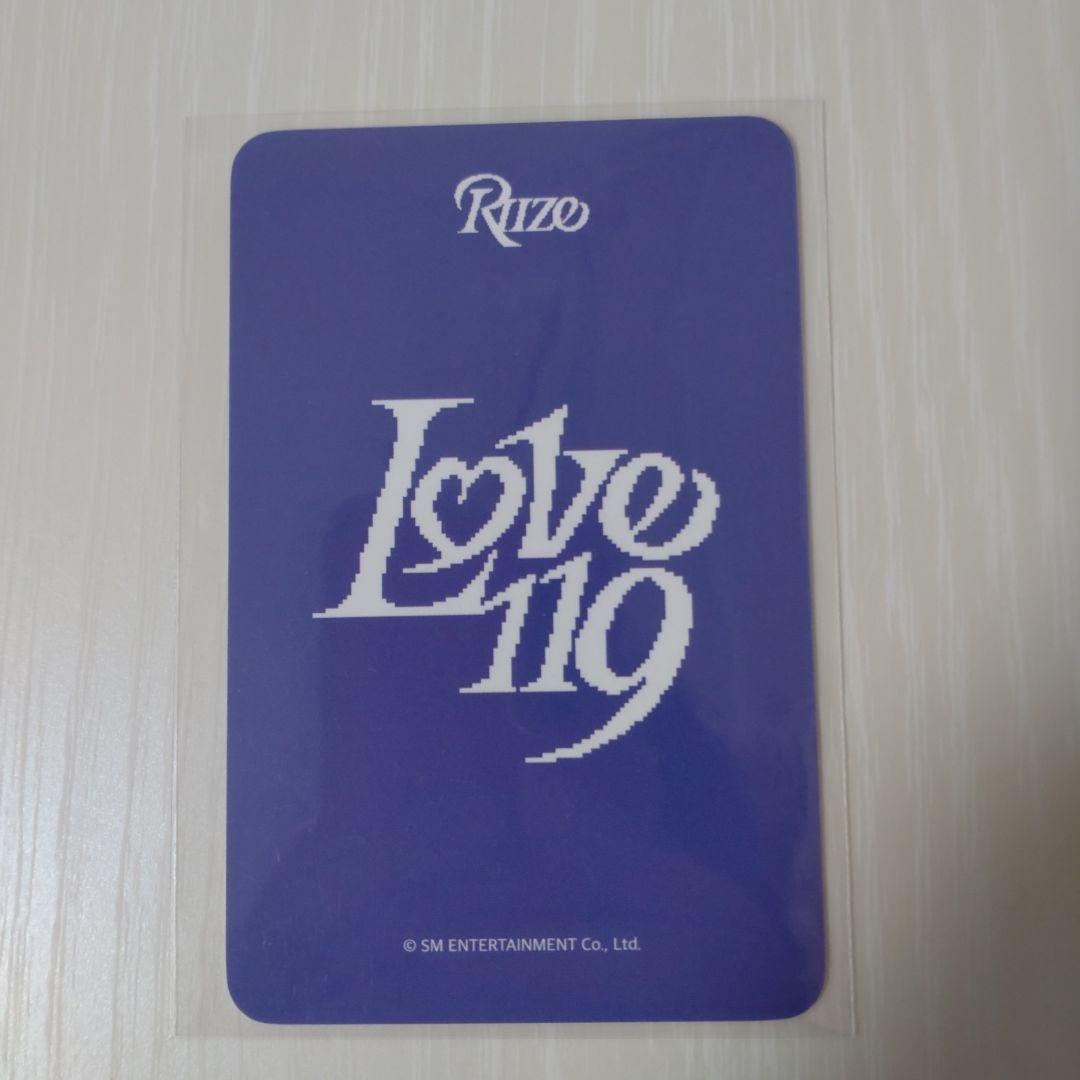 RIIZE
Love
119
© SM ENTERTAINMENT Co., Ltd.